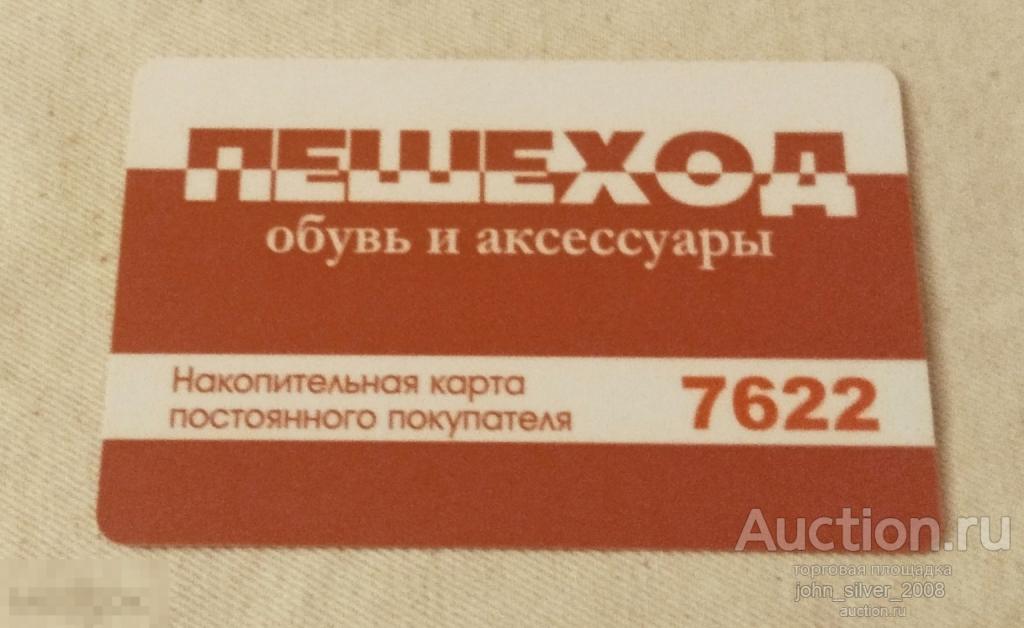 ПЕШЕХОД
обувь и аксессуары
Накопительная карта
постоянного покупателя
7622
Auction.ru
торговая площадка
john_silver_2008
auction.ru